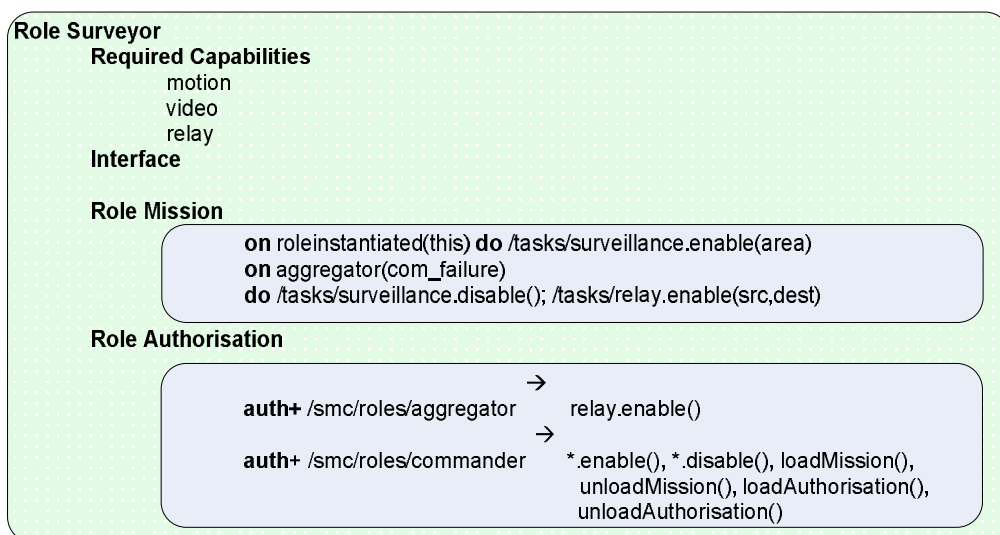 Role Surveyor
Required Capabilities
motion
video
relay
Interface
Role Mission
on roleinstantiated(this) do /tasks/surveillance.enable(area)
on aggregator(com_failure)
do /tasks/surveillance.disable(); /tasks/relay.enable(src,dest)
Role Authorisation
→
auth+ /smc/roles/aggregator relay.enable()
→
auth+ /smc/roles/commander *.enable(), *.disable(), loadMission(),
unloadMission(), loadAuthorisation(),
unloadAuthorisation()